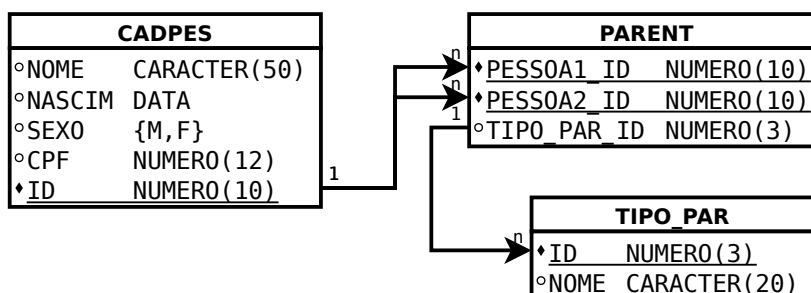 CADPES
NOME CARACTER(50)
NASCIM DATA
SEXO {M,F}
CPF NUMERO(12)
ID NUMERO(10)
1
PARENT
n
PESSOA1_ID NUMERO(10)
n
PESSOA2_ID NUMERO(10)
1
TIPO_PAR_ID NUMERO(3)
TIPO_PAR
n
ID NUMERO(3)
NOME CARACTER(20)